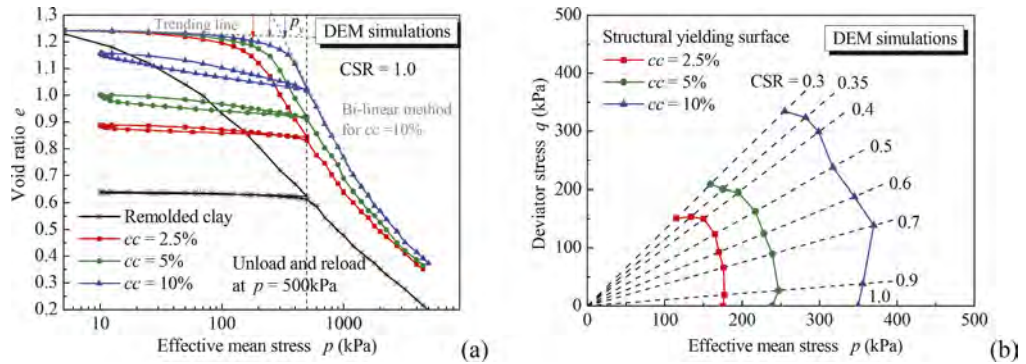 Trending line
p
y
DEM simulations
CSR = 1.0
Bi-linear method
for cc=10%
Remolded clay
cc = 2.5%
cc = 5%
cc = 10%
Unload and reload
at p = 500kPa
Void ratio e
1.3
1.2
1.1
1.0
0.9
0.8
0.7
0.6
0.5
0.4
0.3
0.2
10
100
1000
Effective mean stress p (kPa)
(a)
Structural yielding surface
cc = 2.5%
cc = 5%
cc = 10%
DEM simulations
CSR = 0.3
0.35
0.4
0.5
0.6
0.7
0.9
1.0
Deviator stress q (kPa)
500
400
300
200
100
0
0
100
200
300
400
500
Effective mean stress p (kPa)
(b)